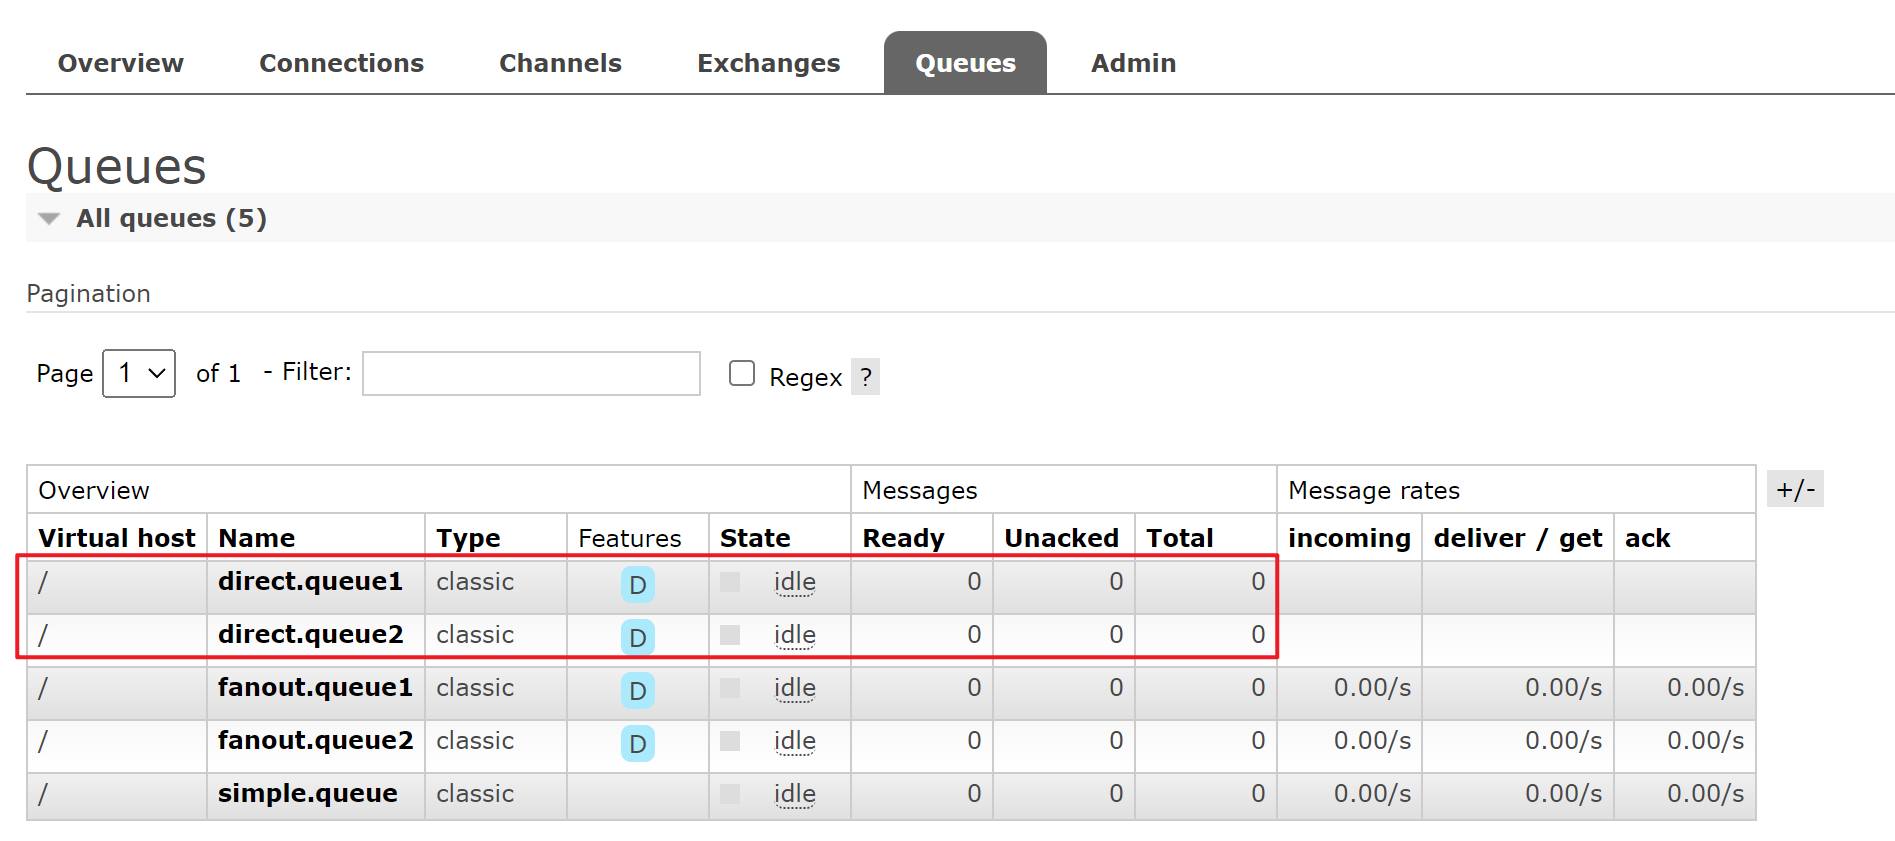 Overview Connections Channels Exchanges Queues Admin
Queues
All queues (5)
Pagination
Page 1 of 1 - Filter: Regex ?
Overview Messages Message rates +/-
Virtual host Name Type Features State Ready Unacked Total incoming deliver / get ack
/ direct.queue1 classic D idle 0 0 0
/ direct.queue2 classic D idle 0 0 0
/ fanout.queue1 classic D idle 0 0 0 0.00/s 0.00/s 0.00/s
/ fanout.queue2 classic D idle 0 0 0 0.00/s 0.00/s 0.00/s
/ simple.queue classic idle 0 0 0 0.00/s 0.00/s 0.00/s